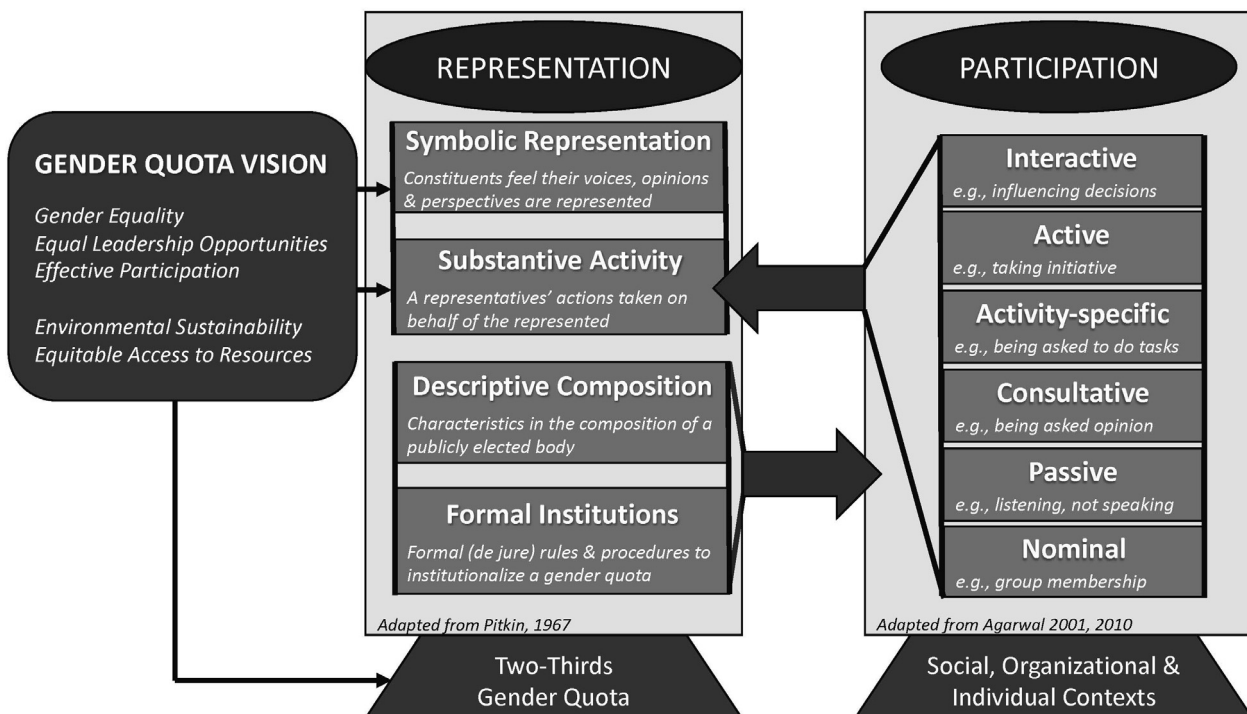 GENDER QUOTA VISION
Gender Equality
Equal Leadership Opportunities
Effective Participation
Environmental Sustainability
Equitable Access to Resources
REPRESENTATION
Symbolic Representation
Constituents feel their voices, opinions
& perspectives are represented
Substantive Activity
A representatives' actions taken on
behalf of the represented
Descriptive Composition
Characteristics in the composition of a
publicly elected body
Formal Institutions
Formal (de jure) rules & procedures to
institutionalize a gender quota
Adapted from Pitkin, 1967
Two-Thirds
Gender Quota
PARTICIPATION
Interactive
e.g., influencing decisions
Active
e.g., taking initiative
Activity-specific
e.g., being asked to do tasks
Consultative
e.g., being asked opinion
Passive
e.g., listening, not speaking
Nominal
e.g., group membership
Adapted from Agarwal 2001, 2010
Social, Organizational &
Individual Contexts